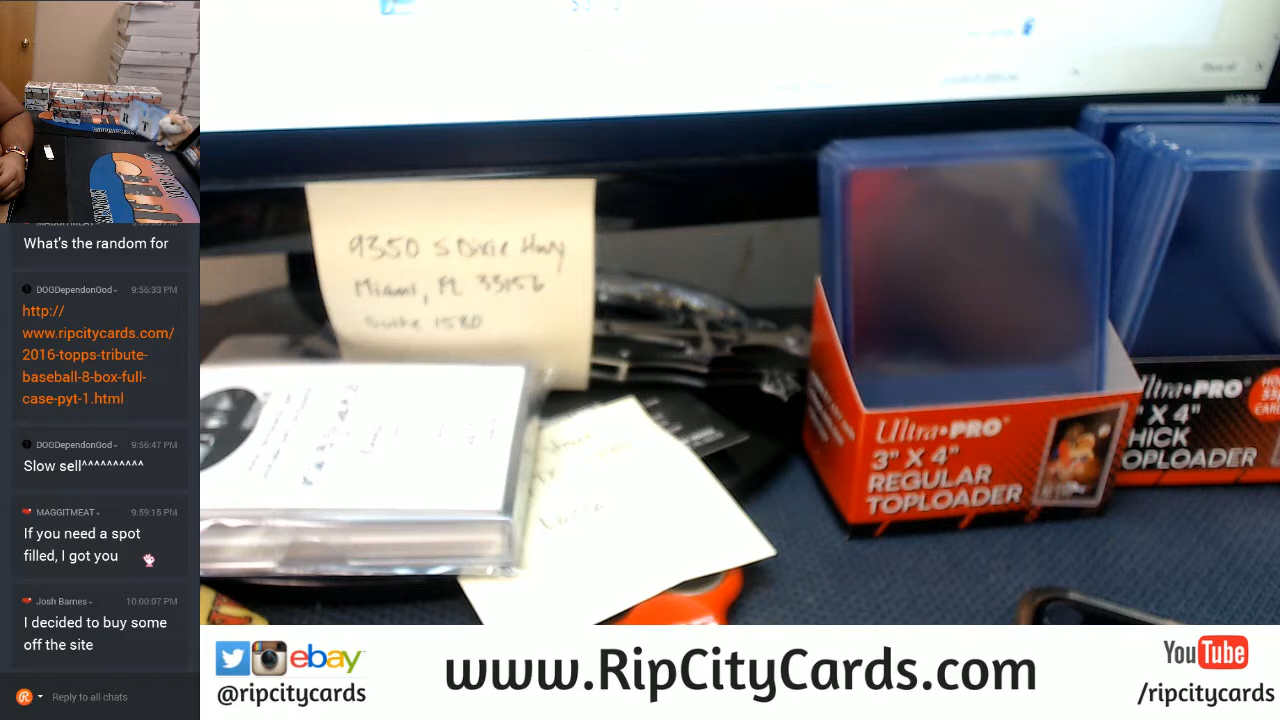 What's the random for
DOGDependonGod 9:56:33 PM
http://
www.ripcitycards.com/
2016-topps-tribute-
baseball-8-box-full-
case-pyt-1.html
DOGDependonGod 9:56:47 PM
Slow sell^^^^^^^^^^
MAGGITMEAT 9:59:15 PM
If you need a spot
filled, I got you
Josh Barnes 10:00:07 PM
I decided to buy some
off the site
Reply to all chats
9350 S Dixie Hwy
Miami, FL 33156
Suite 1580
Ultra·PRO
3" X 4"
REGULAR
TOPLOADER
Ultra·PRO
X 4"
HICK
OPLOADER
ebay
@ripcitycards
www.RipCityCards.com
YouTube
/ripcitycards